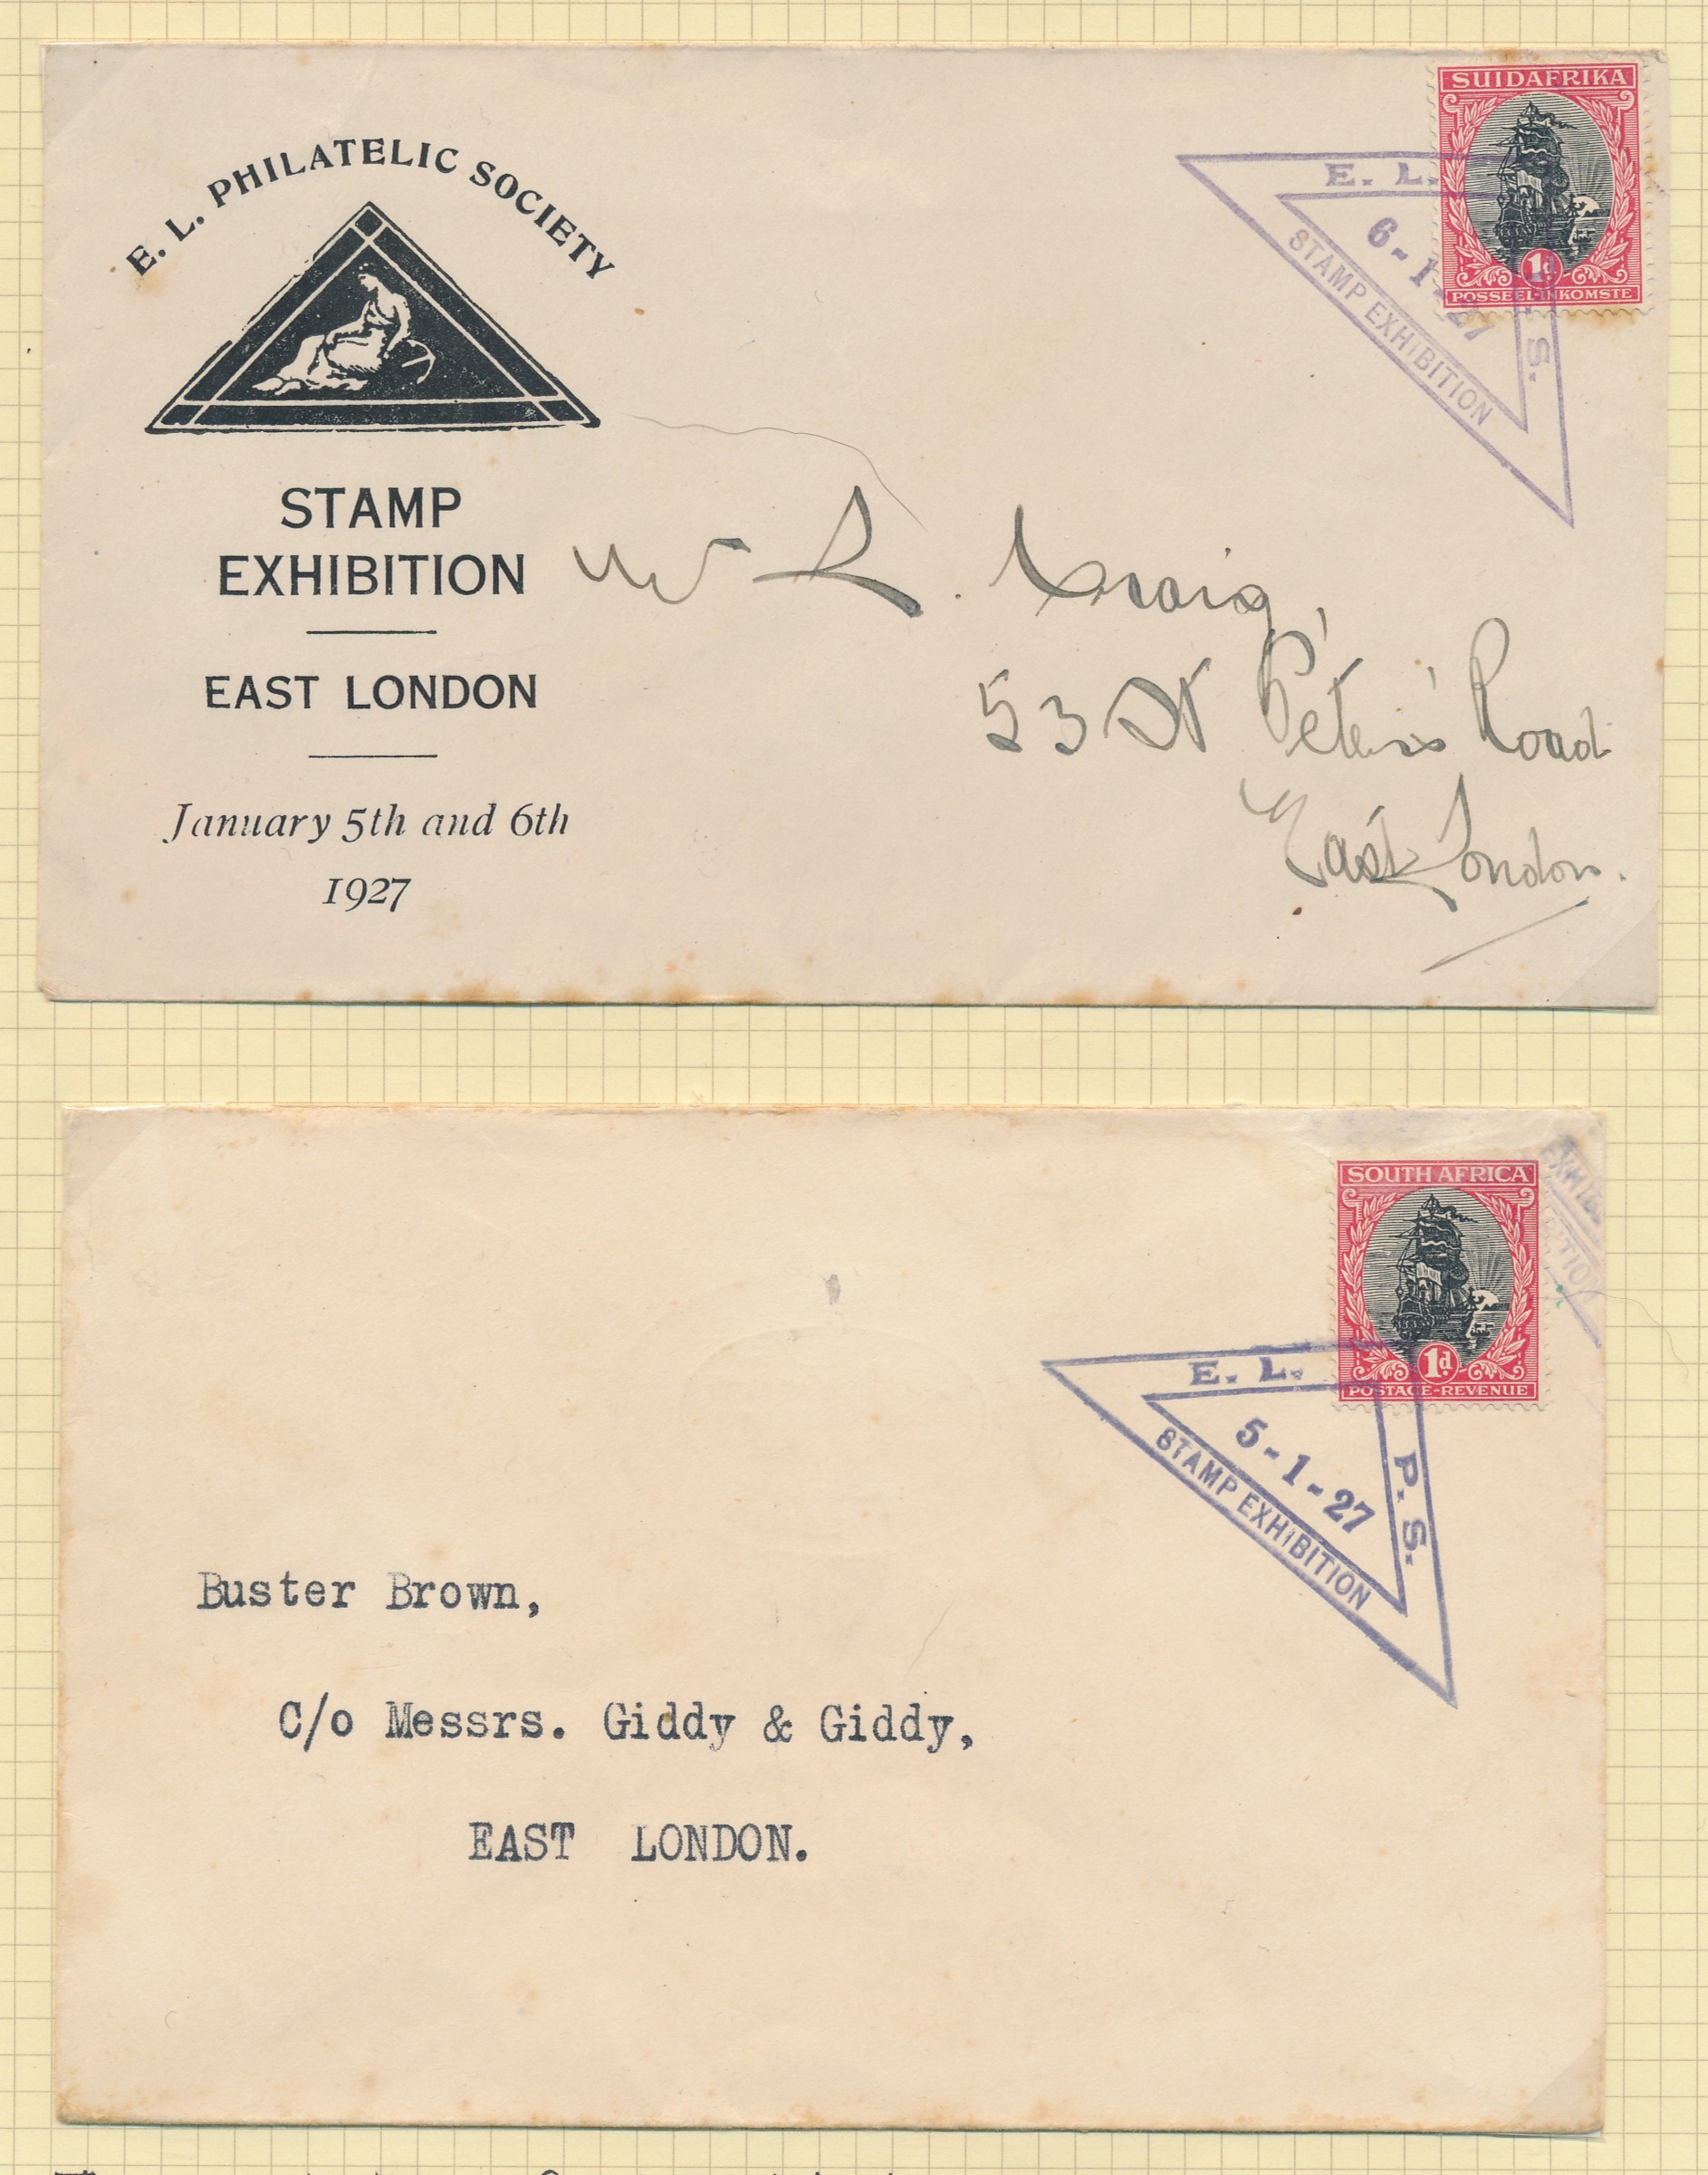 E. L. PHILATELIC SOCIETY
STAMP
EXHIBITION
EAST LONDON
January 5th and 6th
1927
SUIDAFRIKA
1d
POSSEEL-INKOMSTE
E. L. P. S.
6-1-27
STAMP EXHIBITION
W L. Craig,
53 St Peter's Road
East London.
SOUTH AFRICA
1d
POSTAGE-REVENUE
E. L. P. S.
5-1-27
STAMP EXHIBITION
Buster Brown,
C/o Messrs. Giddy & Giddy,
EAST LONDON.